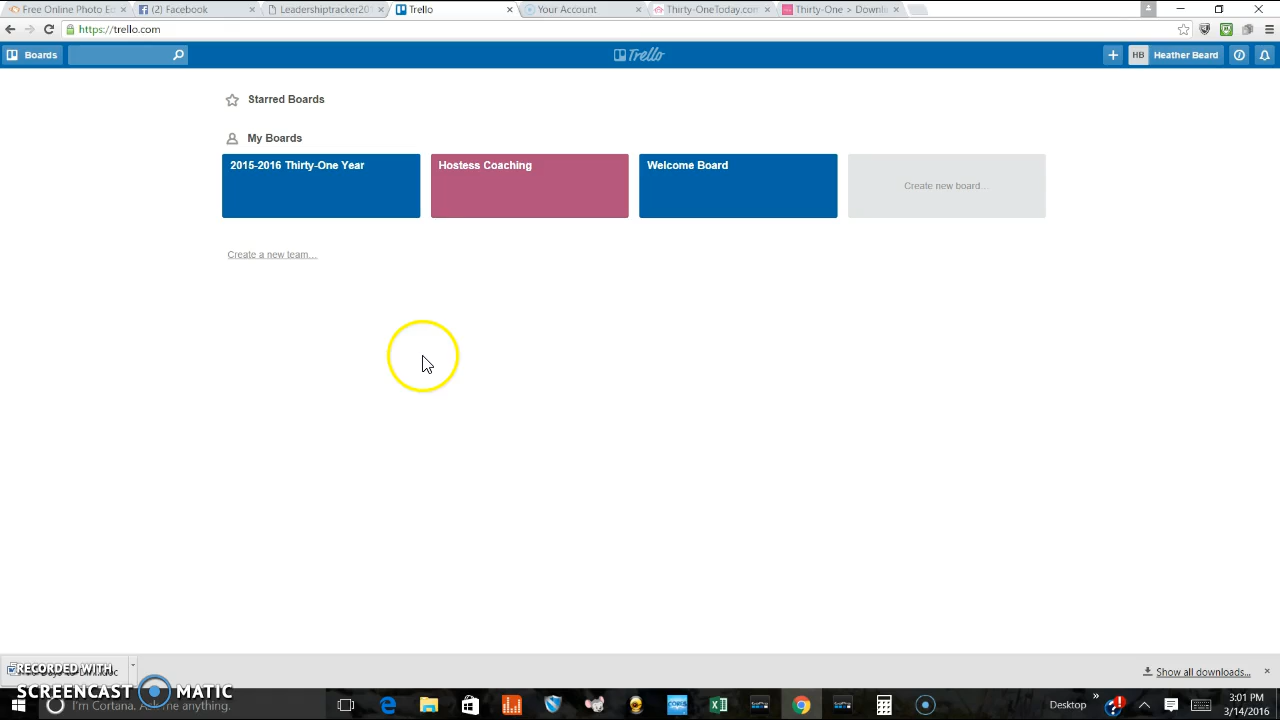 Free Online Photo Ed
(2) Facebook
Leadershiptracker201
Trello
Your Account
Thirty-OneToday.com
Thirty-One > Downl
https://trello.com
Boards
Trello
HB
Heather Beard
Starred Boards
My Boards
2015-2016 Thirty-One Year
Hostess Coaching
Welcome Board
Create new board...
Create a new team...
RECORDED WITH
SCREENCAST MATIC
Show all downloads...
I'm Cortana. Ask me anything.
Desktop
3:01 PM
3/14/2016